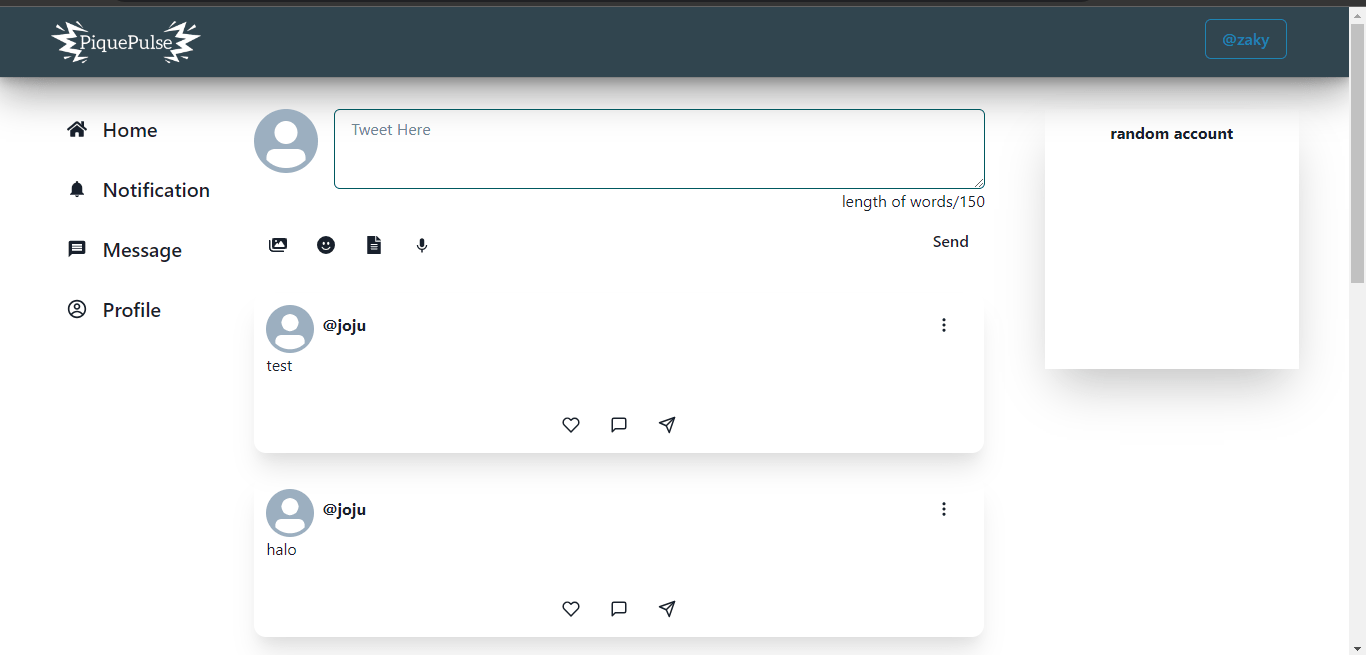 PiquePulse
@zaky
Home
Notification
Message
Profile
Tweet Here
length of words/150
Send
@joju
test
@joju
halo
random account